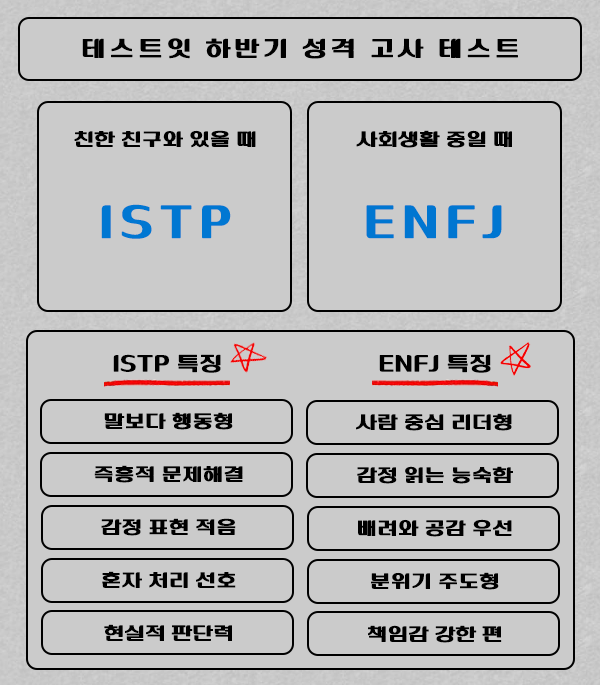 테스트잇 하반기 성격 고사 테스트
친한 친구와 있을 때
ISTP
사회생활 중일 때
ENFJ
ISTP 특징
말보다 행동형
즉흥적 문제해결
감정 표현 적음
혼자 처리 선호
현실적 판단력
ENFJ 특징
사람 중심 리더형
감정 읽는 능숙함
배려와 공감 우선
분위기 주도형
책임감 강한 편